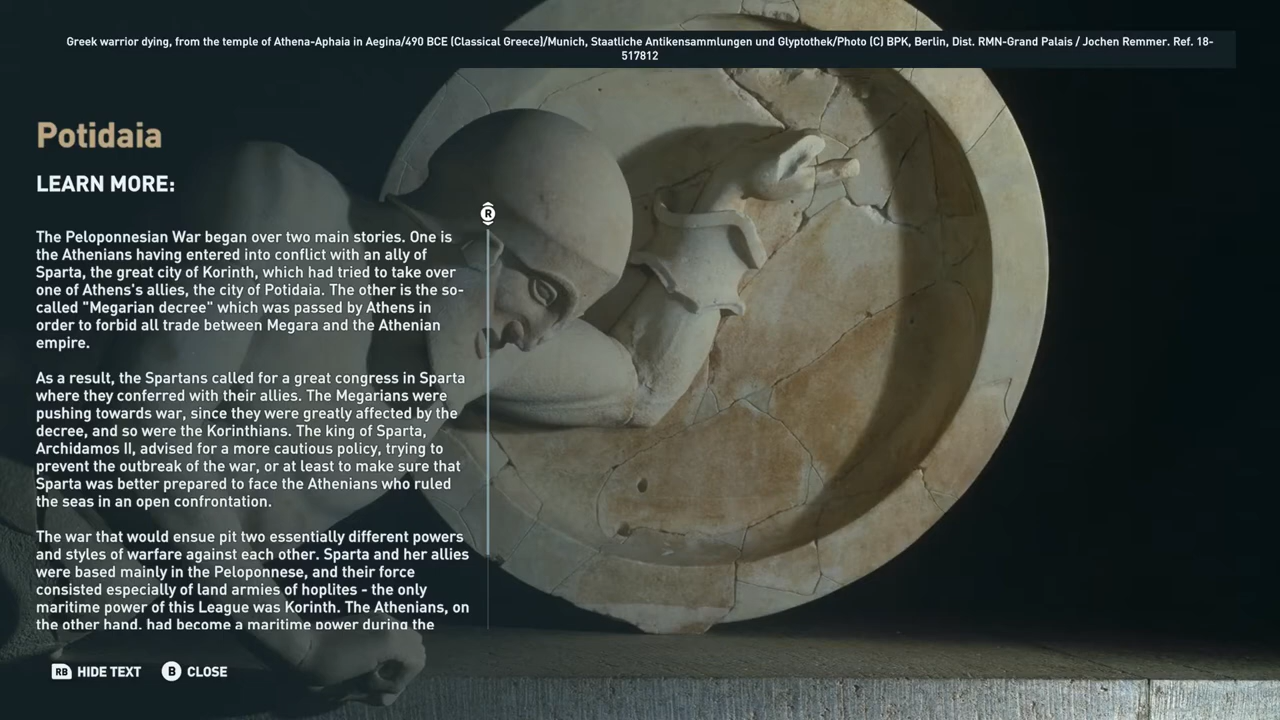 Greek warrior dying, from the temple of Athena-Aphaia in Aegina/490 BCE (Classical Greece)/Munich, Staatliche Antikensammlungen und Glyptothek/Photo (C) BPK, Berlin, Dist. RMN-Grand Palais / Jochen Remmer. Ref. 18-
517812
Potidaia
LEARN MORE:
R
The Peloponnesian War began over two main stories. One is
the Athenians having entered into conflict with an ally of
Sparta, the great city of Korinth, which had tried to take over
one of Athens's allies, the city of Potidaia. The other is the so-
called "Megarian decree" which was passed by Athens in
order to forbid all trade between Megara and the Athenian
empire.
As a result, the Spartans called for a great congress in Sparta
where they conferred with their allies. The Megarians were
pushing towards war, since they were greatly affected by the
decree, and so were the Korinthians. The king of Sparta,
Archidamos II, advised for a more cautious policy, trying to
prevent the outbreak of the war, or at least to make sure that
Sparta was better prepared to face the Athenians who ruled
the seas in an open confrontation.
The war that would ensue pit two essentially different powers
and styles of warfare against each other. Sparta and her allies
were based mainly in the Peloponnese, and their force
consisted especially of land armies of hoplites - the only
maritime power of this League was Korinth. The Athenians, on
the other hand, had become a maritime power during the
RB HIDE TEXT B CLOSE